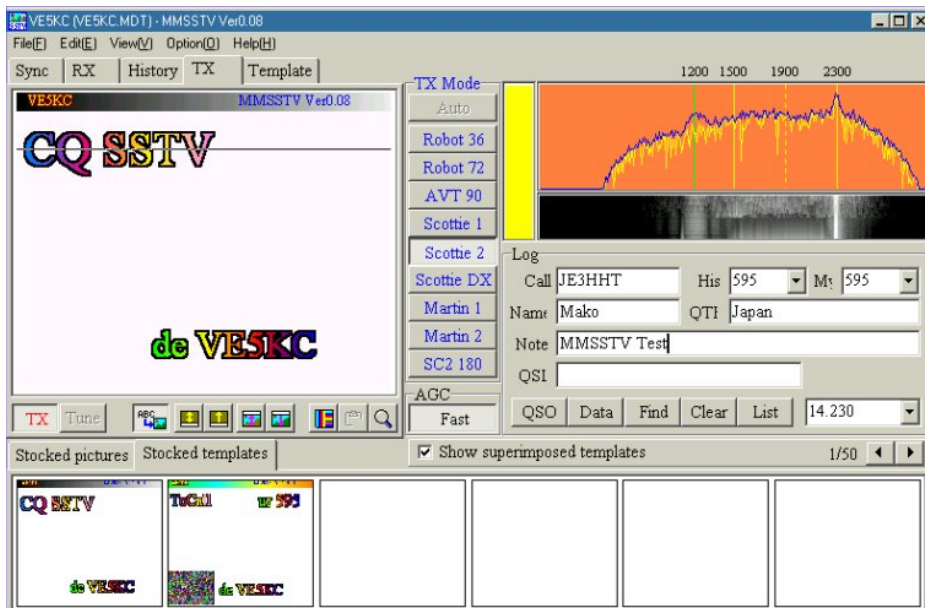 VE5KC (VE5KC.MDT) - MMSSTV Ver0.08
File(F) Edit(E) View(V) Option(O) Help(H)
Sync RX History TX Template
VE5KC MMSSTV Ver0.08
CQ SSTV
de VE5KC
TX Mode
Auto
Robot 36
Robot 72
AVT 90
Scottie 1
Scottie 2
Scottie DX
Martin 1
Martin 2
SC2 180
AGC
Fast
1200 1500 1900 2300
Log
Call JE3HHT His 595 My 595
Name Mako QTH Japan
Note MMSSTV Test
QSL
QSO Data Find Clear List 14.230
TX Tune ABC
Stocked pictures Stocked templates
Show superimposed templates 1/50
CQ SSTV
de VE5KC
ur 595
de VE5KC